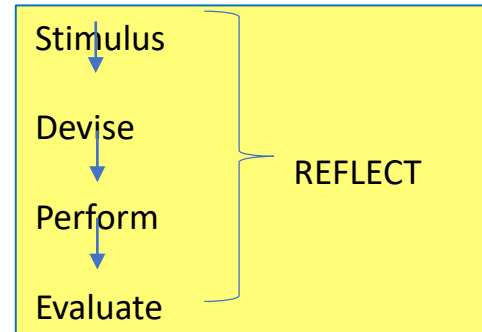 Stimulus
Devise
REFLECT
Perform
Evaluate